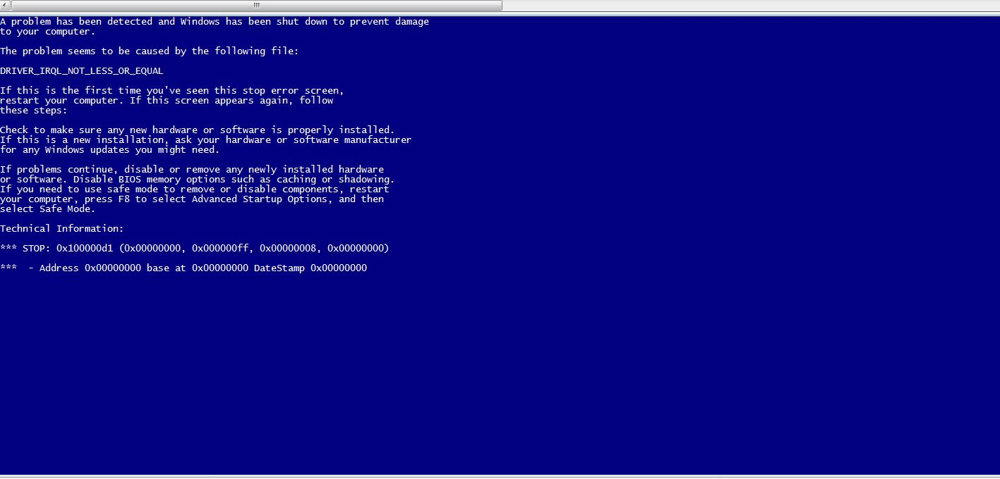 A problem has been detected and Windows has been shut down to prevent damage
to your computer.
The problem seems to be caused by the following file:
DRIVER_IRQL_NOT_LESS_OR_EQUAL
If this is the first time you've seen this stop error screen,
restart your computer. If this screen appears again, follow
these steps:
Check to make sure any new hardware or software is properly installed.
If this is a new installation, ask your hardware or software manufacturer
for any Windows updates you might need.
If problems continue, disable or remove any newly installed hardware
or software. Disable BIOS memory options such as caching or shadowing.
If you need to use safe mode to remove or disable components, restart
your computer, press F8 to select Advanced Startup Options, and then
select Safe Mode.
Technical Information:
*** STOP: 0x100000d1 (0x00000000, 0x000000ff, 0x00000008, 0x00000000)
***  - Address 0x00000000 base at 0x00000000 DateStamp 0x00000000